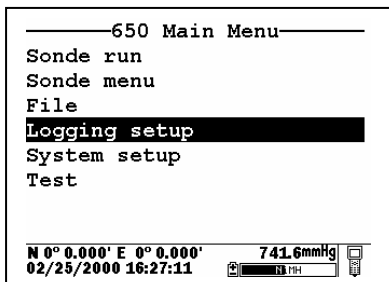 650 Main Menu
Sonde run
Sonde menu
File
Logging setup
System setup
Test
N 0° 0.000' E 0° 0.000' 741.6mmHg
02/25/2000 16:27:11 NiMH